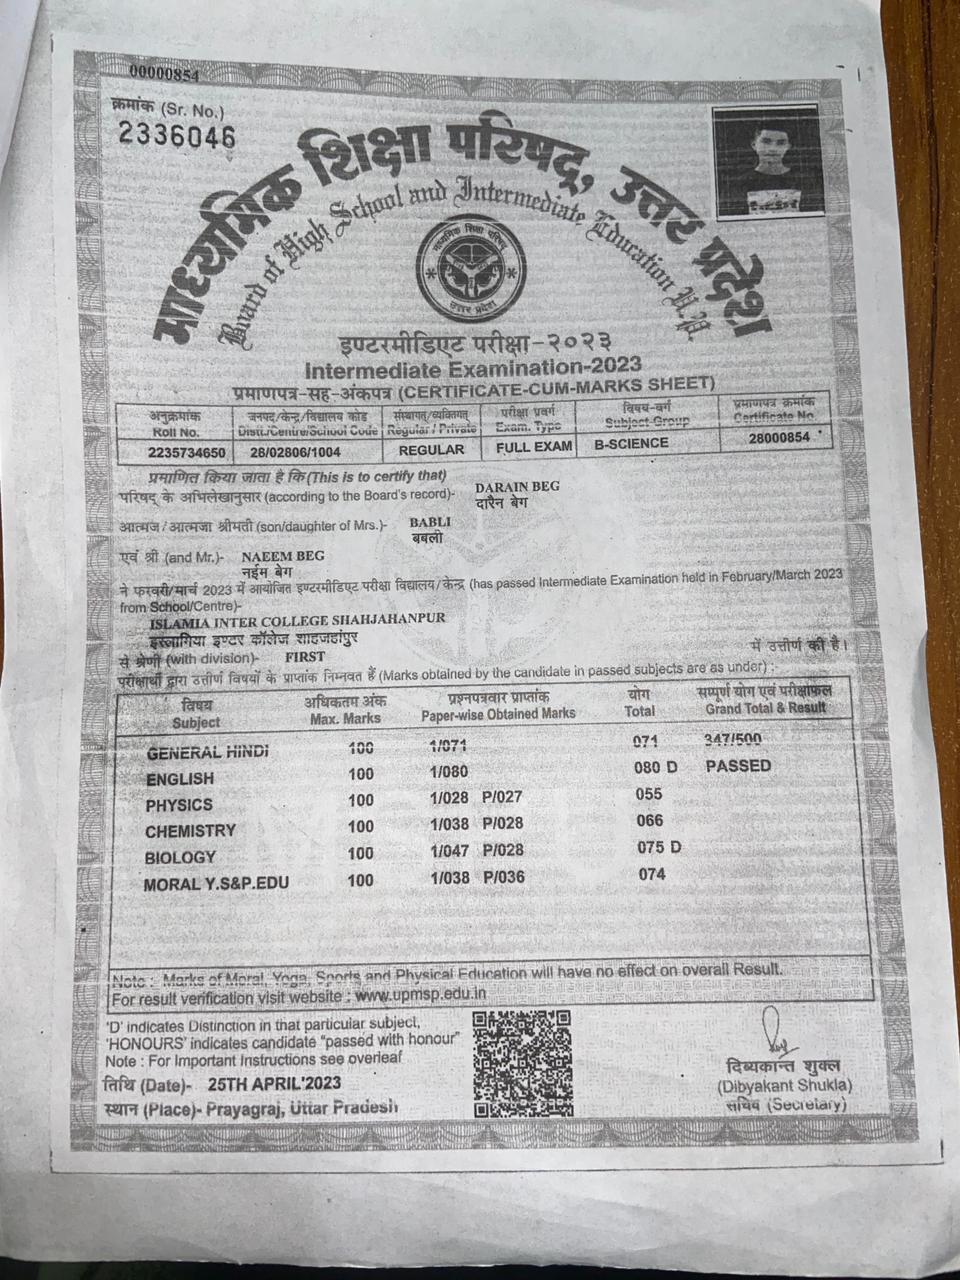 00000854
क्रमांक (Sr. No.)
2336046
माध्यमिक शिक्षा परिषद्, उत्तर प्रदेश
Board of High School and Intermediate Education U.P.
माध्यमिक शिक्षा परिषद्
उत्तर प्रदेश
इण्टरमीडिएट परीक्षा-२०२३
Intermediate Examination-2023
प्रमाणपत्र-सह-अंकपत्र (CERTIFICATE-CUM-MARKS SHEET)
अनुक्रमांक जनपद/केन्द्र/विद्यालय कोड संस्थागत/व्यक्तिगत परीक्षा प्रवर्ग विषय-वर्ग प्रमाणपत्र क्रमांक
Roll No. Distt./Centre/School Code Regular / Private Exam. Type Subject-Group Certificate No.
2235734650 28/02806/1004 REGULAR FULL EXAM B-SCIENCE 28000854
प्रमाणित किया जाता है कि (This is to certify that)
परिषद् के अभिलेखानुसार (according to the Board's record)- DARAIN BEG
दारैन बेग
आत्मज/आत्मजा श्रीमती (son/daughter of Mrs.)- BABLI
बबली
एवं श्री (and Mr.)- NAEEM BEG
नईम बेग
ने फरवरी/मार्च 2023 में आयोजित इण्टरमीडिएट परीक्षा विद्यालय/केन्द्र (has passed Intermediate Examination held in February/March 2023
from School/Centre)-
ISLAMIA INTER COLLEGE SHAHJAHANPUR
इस्लामिया इण्टर कॉलेज शाहजहांपुर
से श्रेणी (with division)- FIRST में उत्तीर्ण की है।
परीक्षार्थी द्वारा उत्तीर्ण विषयों के प्राप्तांक निम्नवत हैं (Marks obtained by the candidate in passed subjects are as under) :-
विषय अधिकतम अंक प्रश्नपत्रवार प्राप्तांक योग सम्पूर्ण योग एवं परीक्षाफल
Subject Max. Marks Paper-wise Obtained Marks Total Grand Total & Result
GENERAL HINDI 100 1/071 071 347/500
ENGLISH 100 1/080 080 D PASSED
PHYSICS 100 1/028 P/027 055
CHEMISTRY 100 1/038 P/028 066
BIOLOGY 100 1/047 P/028 075 D
MORAL Y.S&P.EDU 100 1/038 P/036 074
Note : Marks of Moral, Yoga, Sports and Physical Education will have no effect on overall Result.
For result verification visit website : www.upmsp.edu.in
'D' indicates Distinction in that particular subject,
'HONOURS' indicates candidate "passed with honour"
Note : For Important Instructions see overleaf
तिथि (Date)- 25TH APRIL'2023
स्थान (Place)- Prayagraj, Uttar Pradesh
दिब्यकान्त शुक्ल
(Dibyakant Shukla)
सचिव (Secretary)